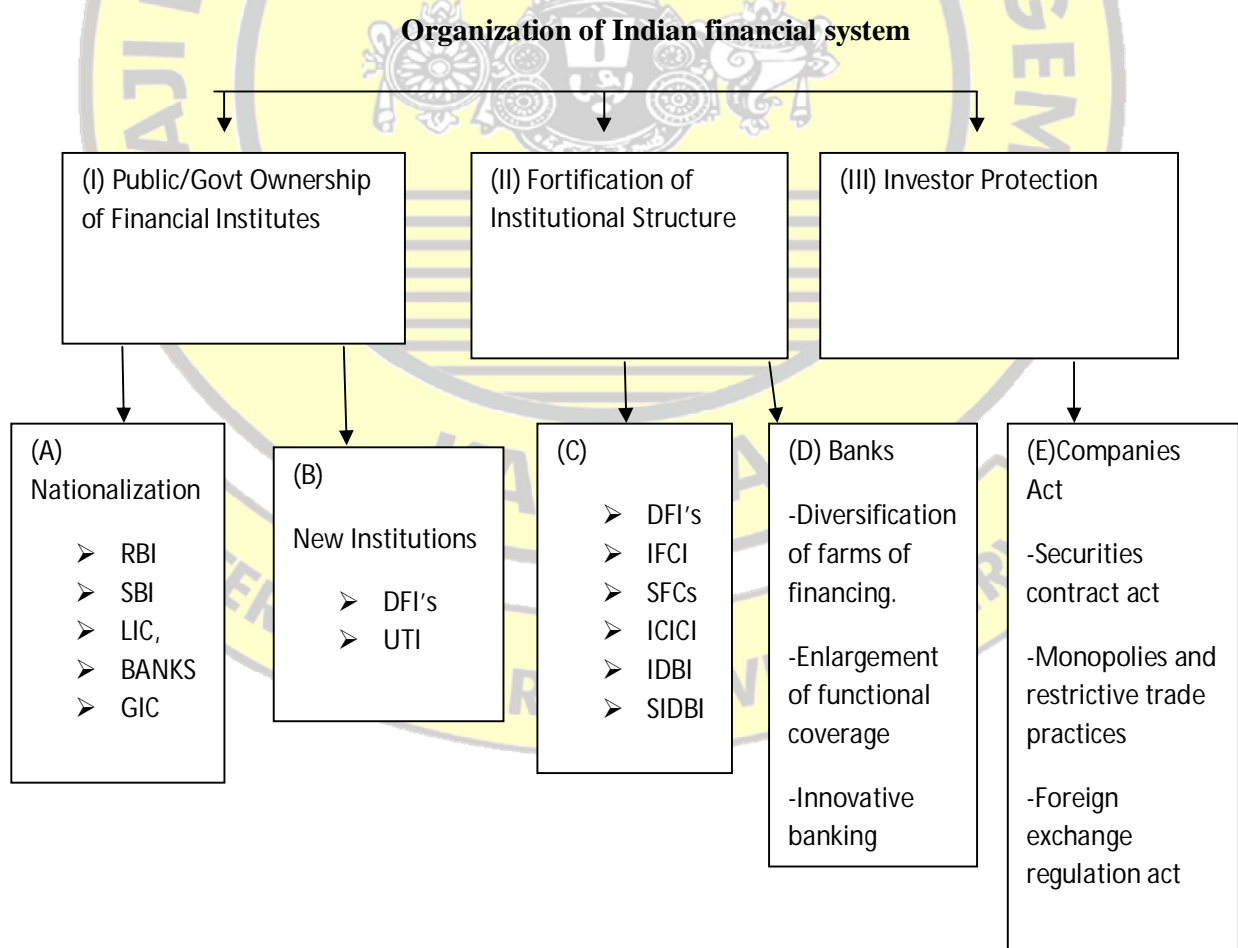 Organization of Indian financial system
(I) Public/Govt Ownership
of Financial Institutes
(II) Fortification of
Institutional Structure
(III) Investor Protection
(A)
Nationalization
➢ RBI
➢ SBI
➢ LIC,
➢ BANKS
➢ GIC
(B)
New Institutions
➢ DFI's
➢ UTI
(C)
➢ DFI's
➢ IFCI
➢ SFCs
➢ ICICI
➢ IDBI
➢ SIDBI
(D) Banks
-Diversification
of farms of
financing.
-Enlargement
of functional
coverage
-Innovative
banking
(E)Companies
Act
-Securities
contract act
-Monopolies and
restrictive trade
practices
-Foreign
exchange
regulation act